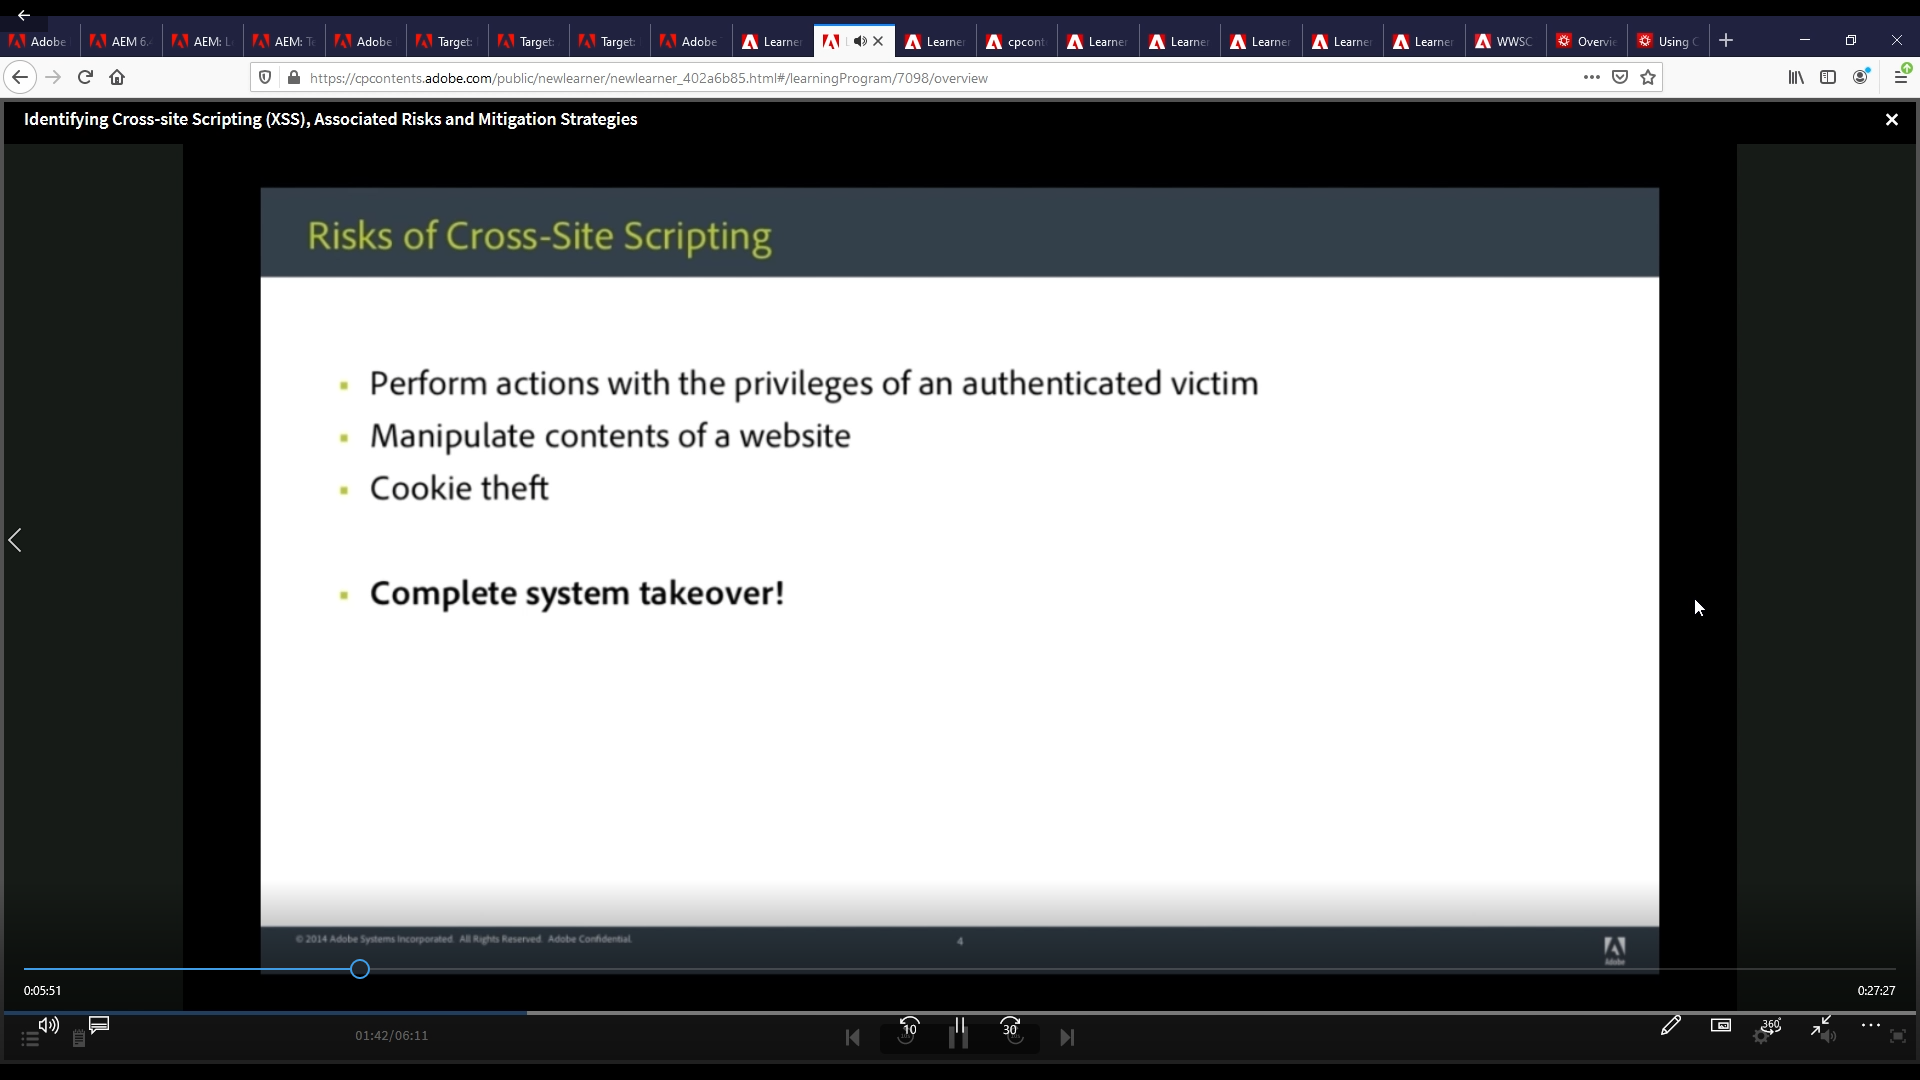 Adobe AEM 6. AEM: L AEM: T Adobe Target: Target: Target: Adobe Learner Learner cpcont Learner Learner Learner Learner Learner WWSC Overvie Using C
https://cpcontents.adobe.com/public/newlearner/newlearner_402a6b85.html#/learningProgram/7098/overview
Identifying Cross-site Scripting (XSS), Associated Risks and Mitigation Strategies
Risks of Cross-Site Scripting
Perform actions with the privileges of an authenticated victim
Manipulate contents of a website
Cookie theft
Complete system takeover!
© 2014 Adobe Systems Incorporated. All Rights Reserved. Adobe Confidential.
4
Adobe
0:05:51
0:27:27
01:42/06:11
10
30
360